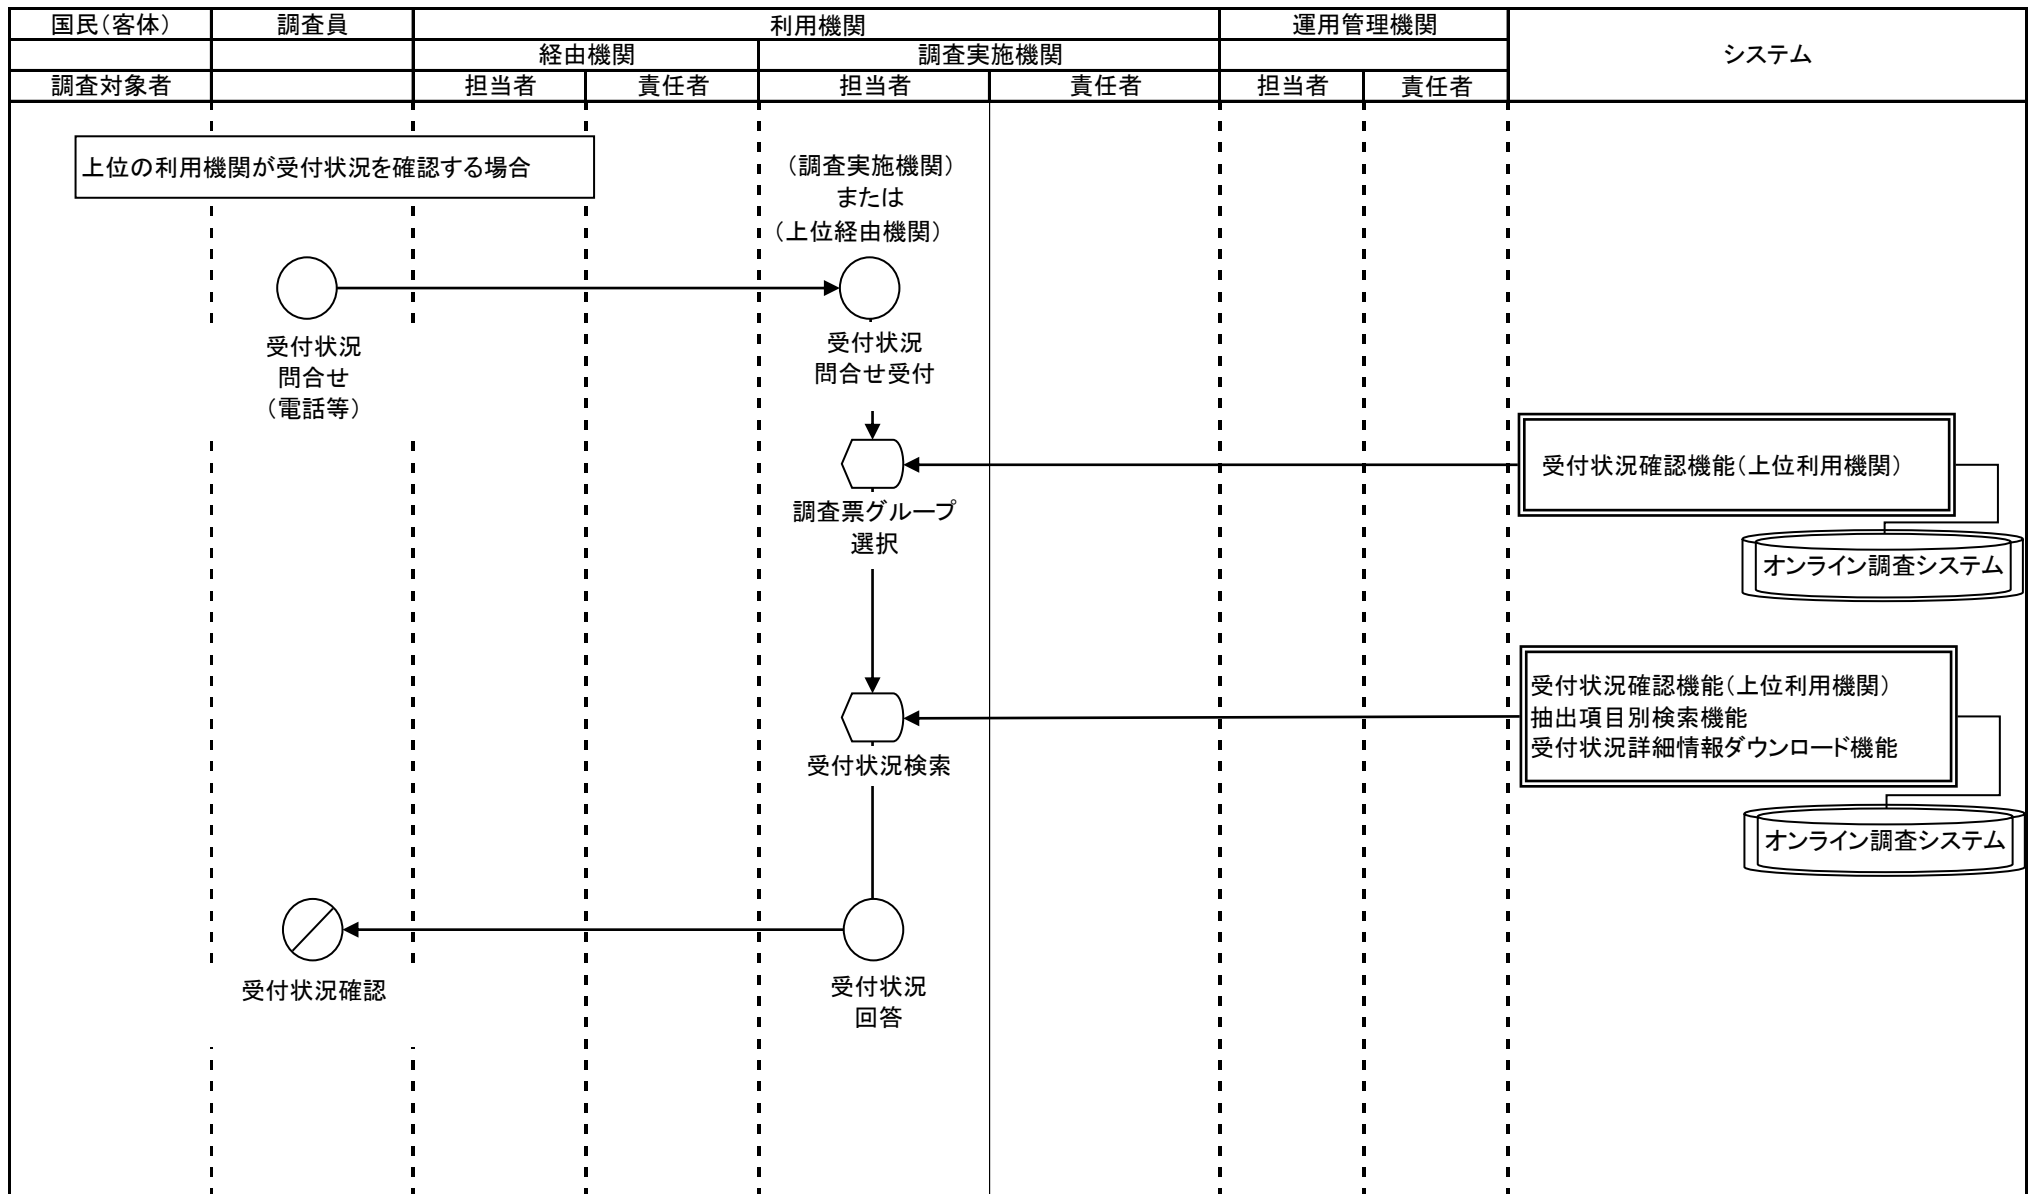 国民(客体)
調査員
利用機関
運用管理機関
システム
経由機関
調査実施機関
調査対象者
担当者
責任者
担当者
責任者
担当者
責任者
上位の利用機関が受付状況を確認する場合
(調査実施機関)
または
(上位経由機関)
受付状況
問合せ
(電話等)
受付状況
問合せ受付
受付状況確認機能(上位利用機関)
調査票グループ
選択
オンライン調査システム
受付状況確認機能(上位利用機関)
抽出項目別検索機能
受付状況詳細情報ダウンロード機能
受付状況検索
オンライン調査システム
受付状況確認
受付状況
回答